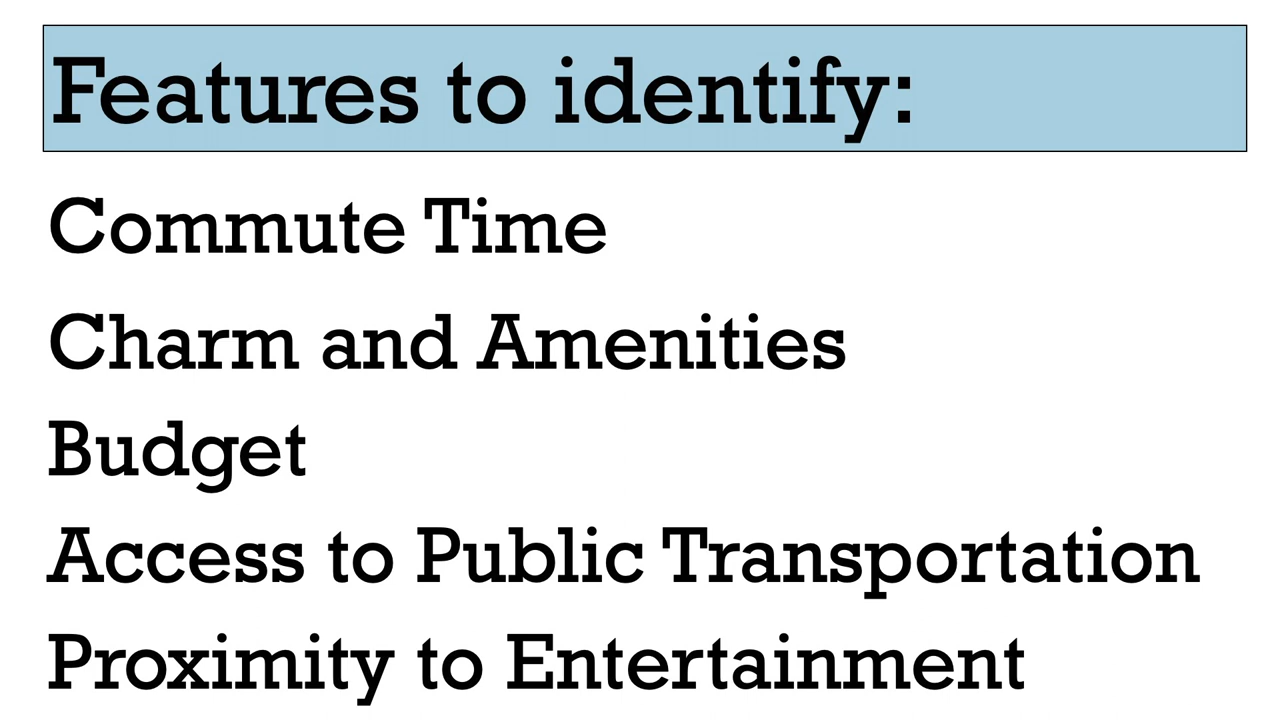 Features to identify:
Commute Time
Charm and Amenities
Budget
Access to Public Transportation
Proximity to Entertainment